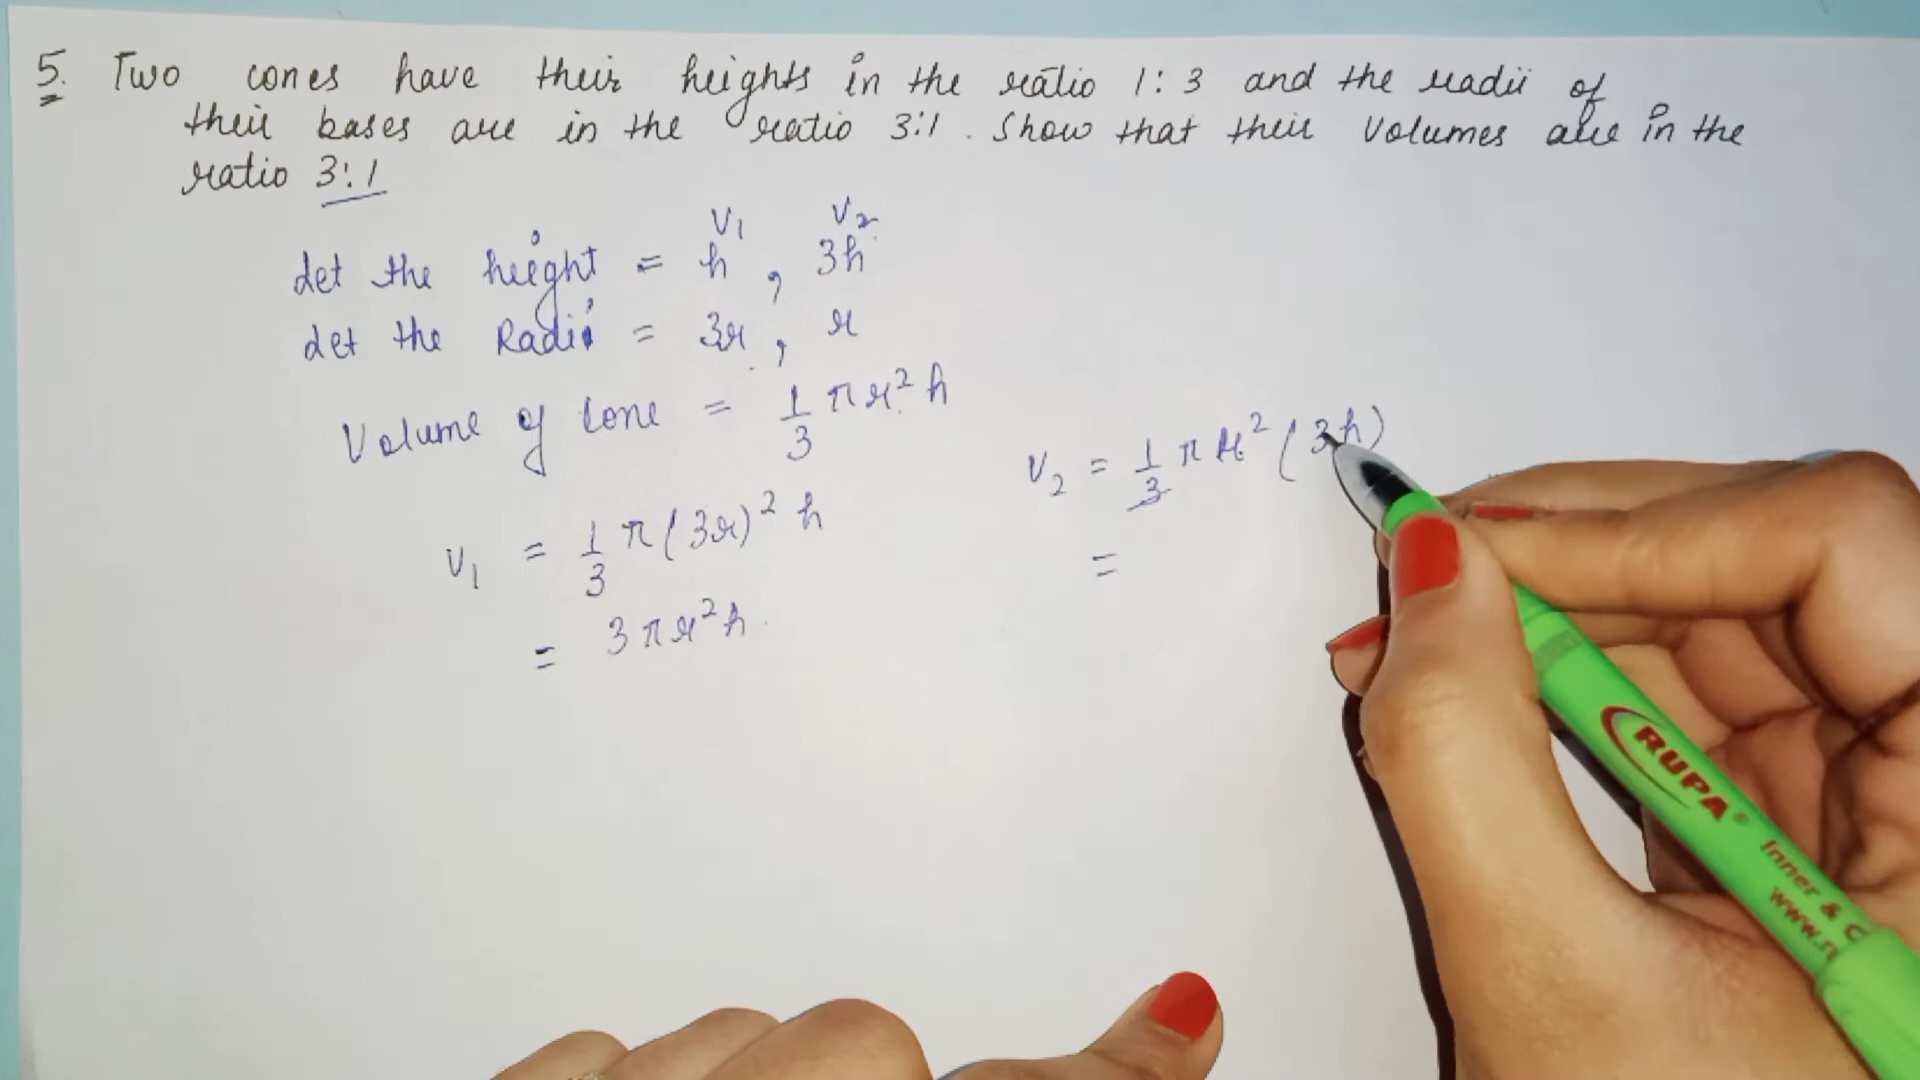 5. Two cones have their heights in the ratio 1:3 and the radii of
their bases are in the ratio 3:1. Show that their volumes are in the
ratio 3:1
V₁ V₂
Let the height = h, 3h
Let the Radii = 3r, r
Volume of Cone = 1/3 πr² h
V₁ = 1/3 π(3r)² h
= 3πr²h.
V₂ = 1/3 πr² (3h)
=
RUPA®
Inner &
www.